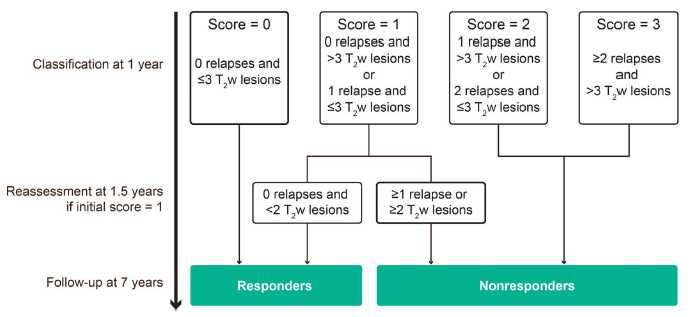 Score = 0
Score = 1
Score = 2
Score = 3
Classification at 1 year
0 relapses and
≤3 T₂w lesions
0 relapses and
>3 T₂w lesions
or
1 relapse and
≤3 T₂w lesions
1 relapse and
>3 T₂w lesions
or
2 relapses and
≤3 T₂w lesions
≥2 relapses
and
>3 T₂w lesions
Reassessment at 1.5 years
if initial score = 1
0 relapses and
<2 T₂w lesions
≥1 relapse or
≥2 T₂w lesions
Follow-up at 7 years
Responders
Nonresponders